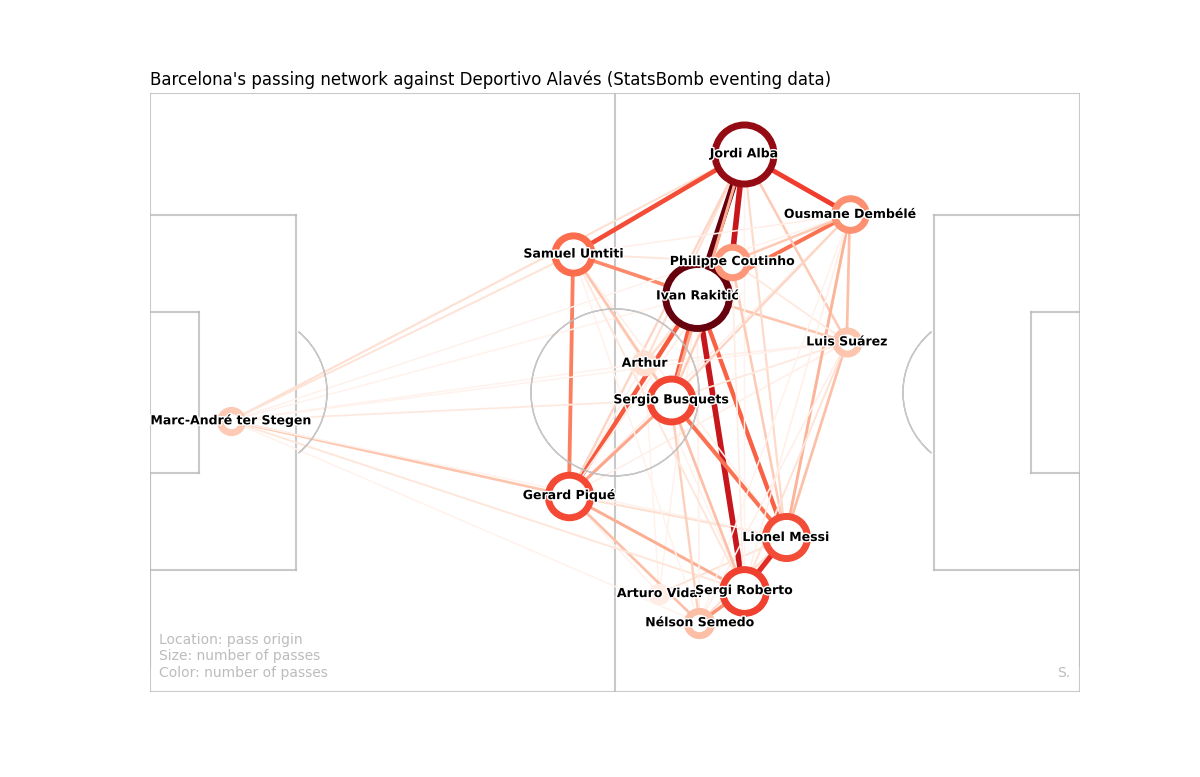 Barcelona's passing network against Deportivo Alavés (StatsBomb eventing data)
Jordi Alba
Ousmane Dembélé
Samuel Umtiti
Philippe Coutinho
Ivan Rakitić
Luis Suárez
Arthur
Sergio Busquets
Marc-André ter Stegen
Gerard Piqué
Lionel Messi
Arturo Vidal
Sergi Roberto
Nélson Semedo
Location: pass origin
Size: number of passes
Color: number of passes
S.